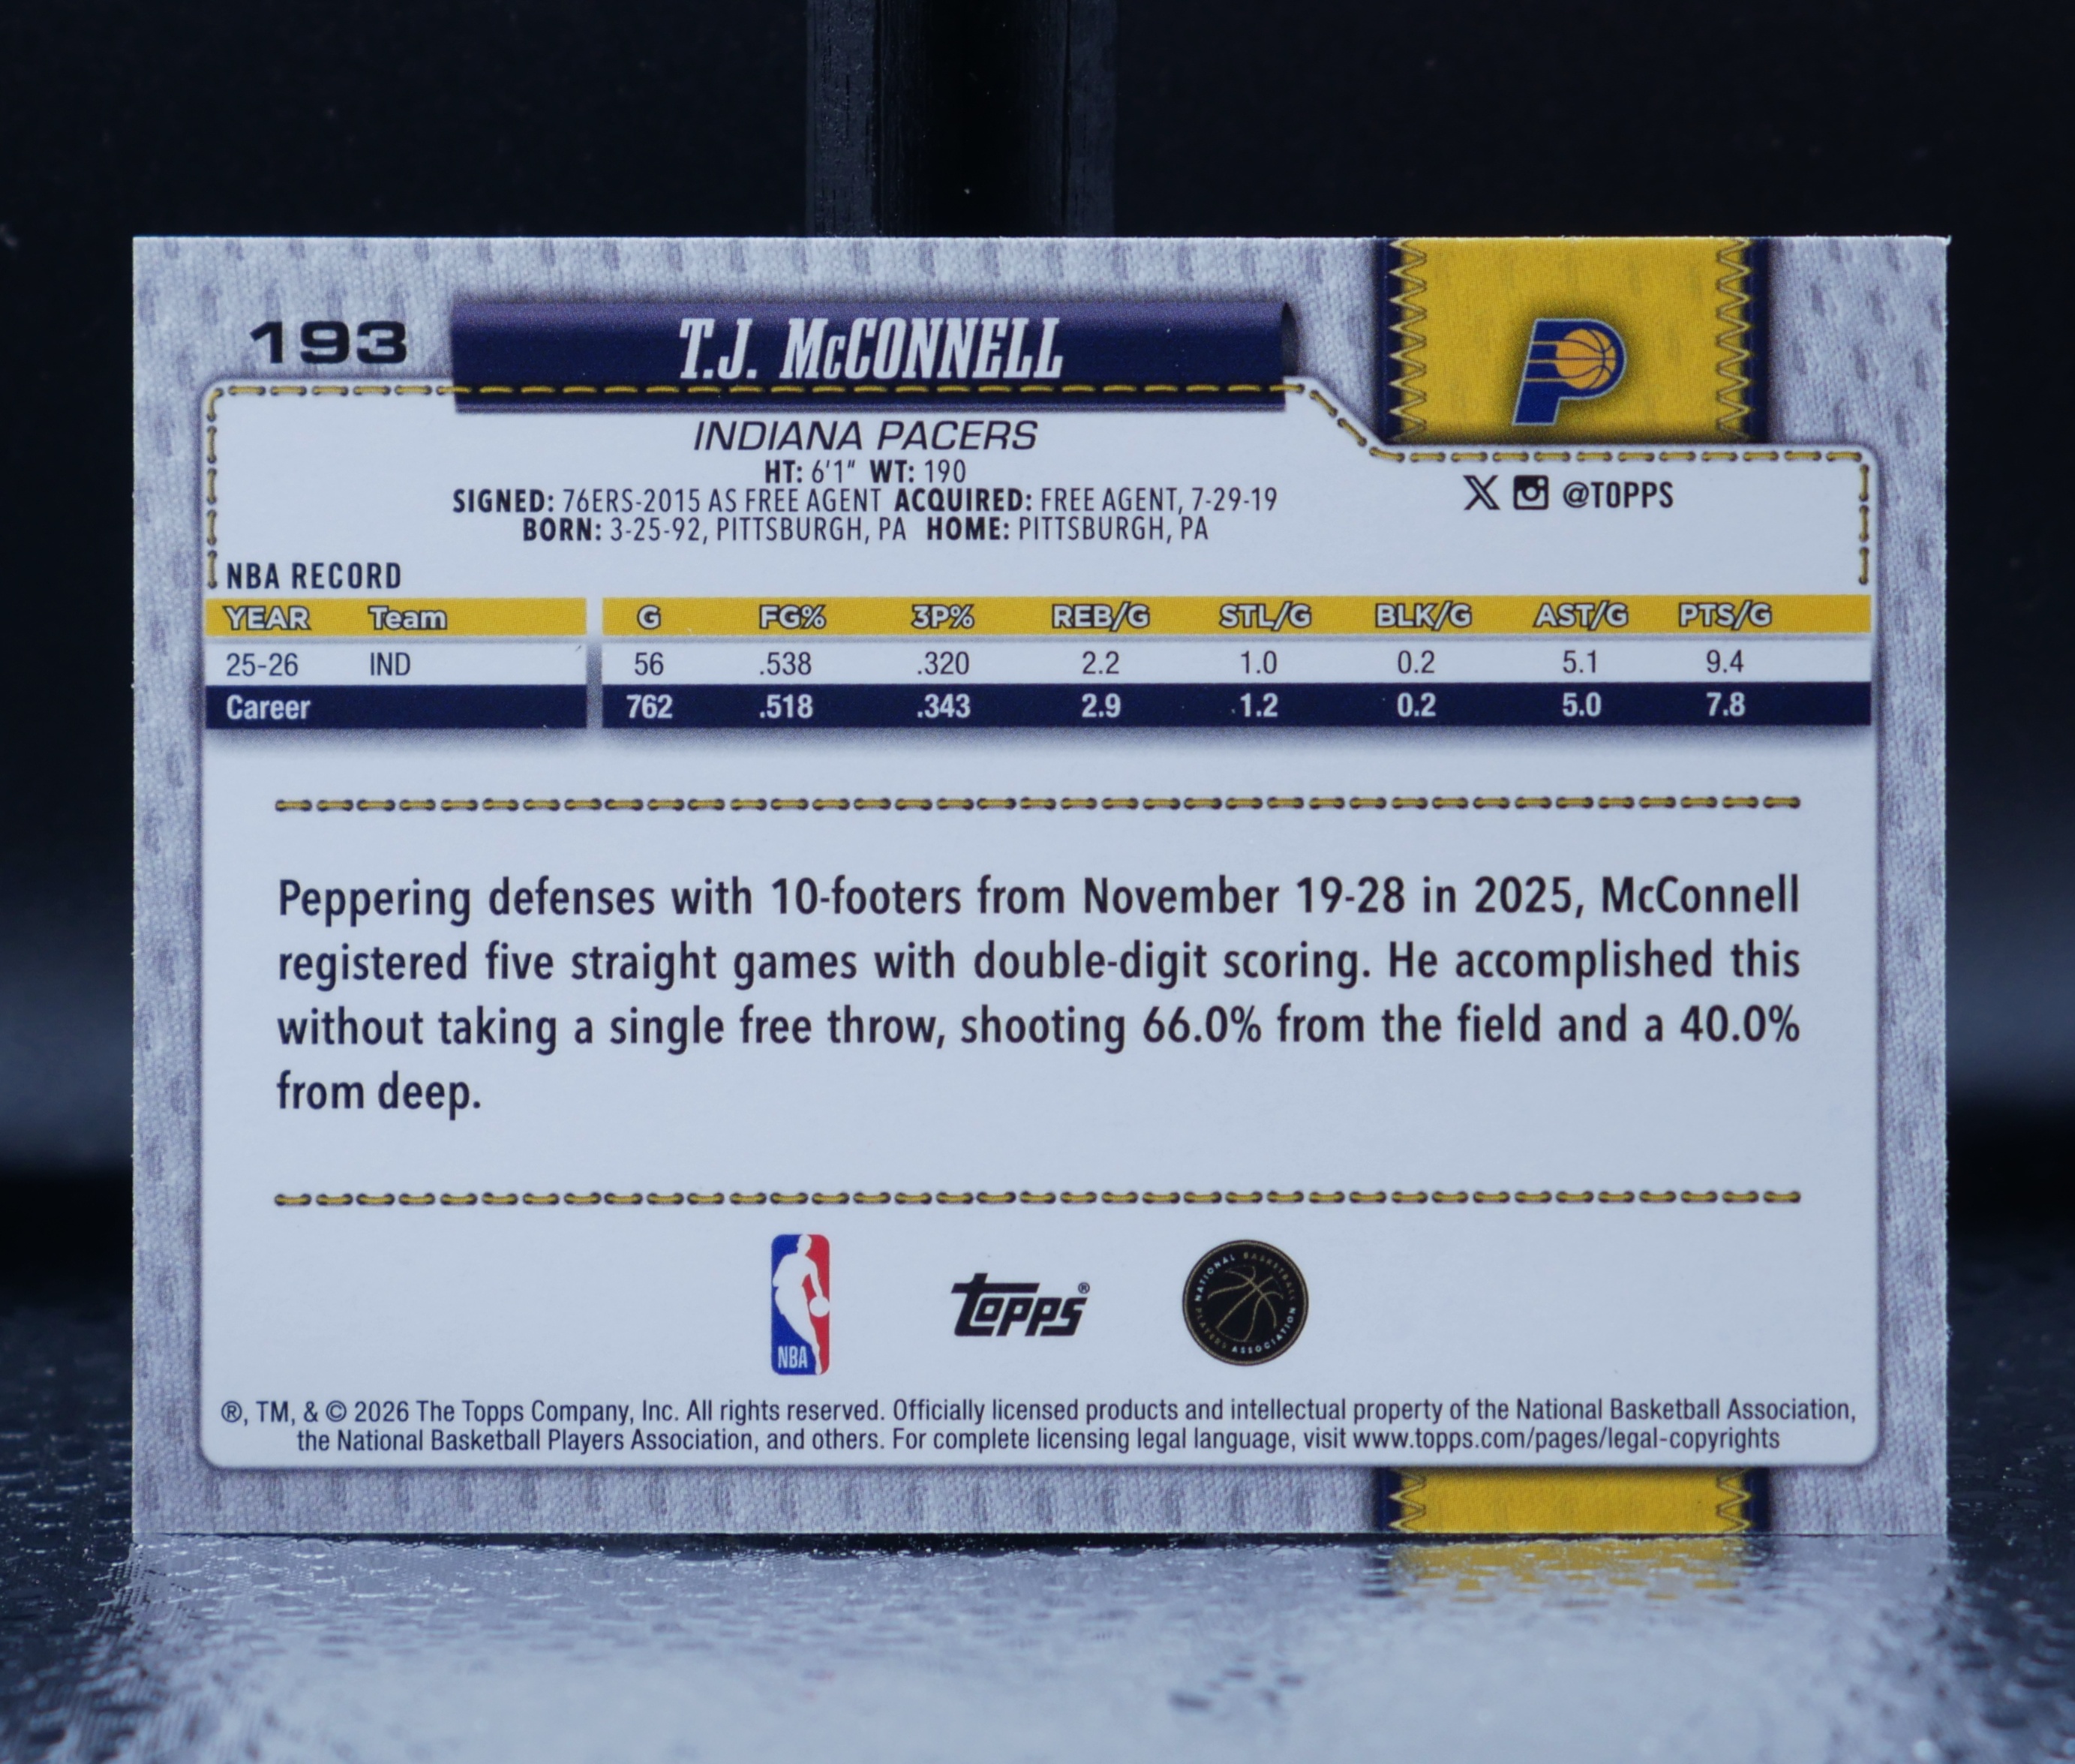 193
T.J. McCONNELL
INDIANA PACERS
HT: 6'1" WT: 190
SIGNED: 76ERS-2015 AS FREE AGENT ACQUIRED: FREE AGENT, 7-29-19
BORN: 3-25-92, PITTSBURGH, PA HOME: PITTSBURGH, PA
@TOPPS
NBA RECORD
YEAR Team G FG% 3P% REB/G STL/G BLK/G AST/G PTS/G
25-26 IND 56 .538 .320 2.2 1.0 0.2 5.1 9.4
Career 762 .518 .343 2.9 1.2 0.2 5.0 7.8
Peppering defenses with 10-footers from November 19-28 in 2025, McConnell
registered five straight games with double-digit scoring. He accomplished this
without taking a single free throw, shooting 66.0% from the field and a 40.0%
from deep.
NBA
TOPPS®
NATIONAL BASKETBALL PLAYERS ASSOCIATION
®, TM, & © 2026 The Topps Company, Inc. All rights reserved. Officially licensed products and intellectual property of the National Basketball Association,
the National Basketball Players Association, and others. For complete licensing legal language, visit www.topps.com/pages/legal-copyrights